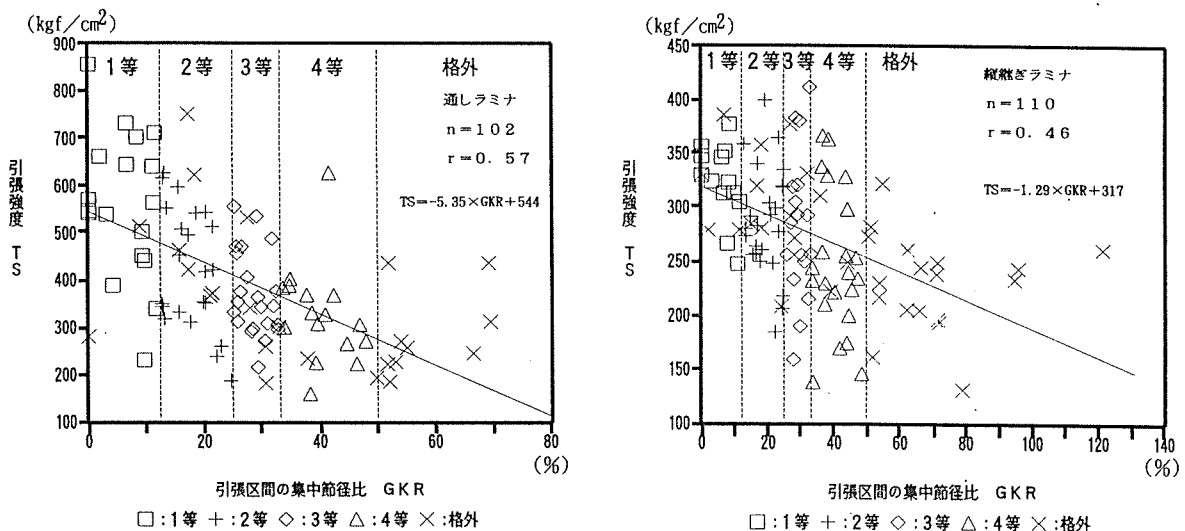 (kgf／cm²)
900
800
700
600
500
400
300
200
100
引張強度 TS
1等 2等 3等 4等 格外
通しラミナ
n＝102
r＝0．57
TS=-5.35×GKR+544
0 20 40 60 80
(%)
引張区間の集中節径比 GKR
□:1等 ＋:2等 ◇:3等 △:4等 ×:格外
(kgf／cm²)
450
400
350
300
250
200
150
100
引張強度 TS
1等 2等 3等 4等 格外
縦継ぎラミナ
n＝110
r＝0．46
TS=-1.29×GKR+317
0 20 40 60 80 100 120 140
(%)
引張区間の集中節径比 GKR
□:1等 ＋:2等 ◇:3等 △:4等 ×:格外